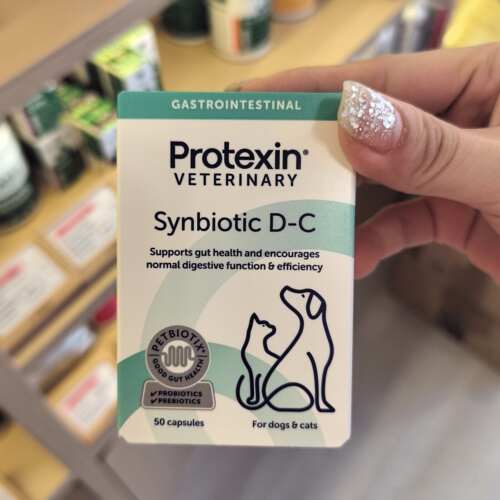 GASTROINTESTINAL
Protexin®
VETERINARY
Synbiotic D-C
Supports gut health and encourages
normal digestive function & efficiency
PETBIOTIX®
GOOD GUT HEALTH
✓ PROBIOTICS
✓ PREBIOTICS
50 capsules
For dogs & cats